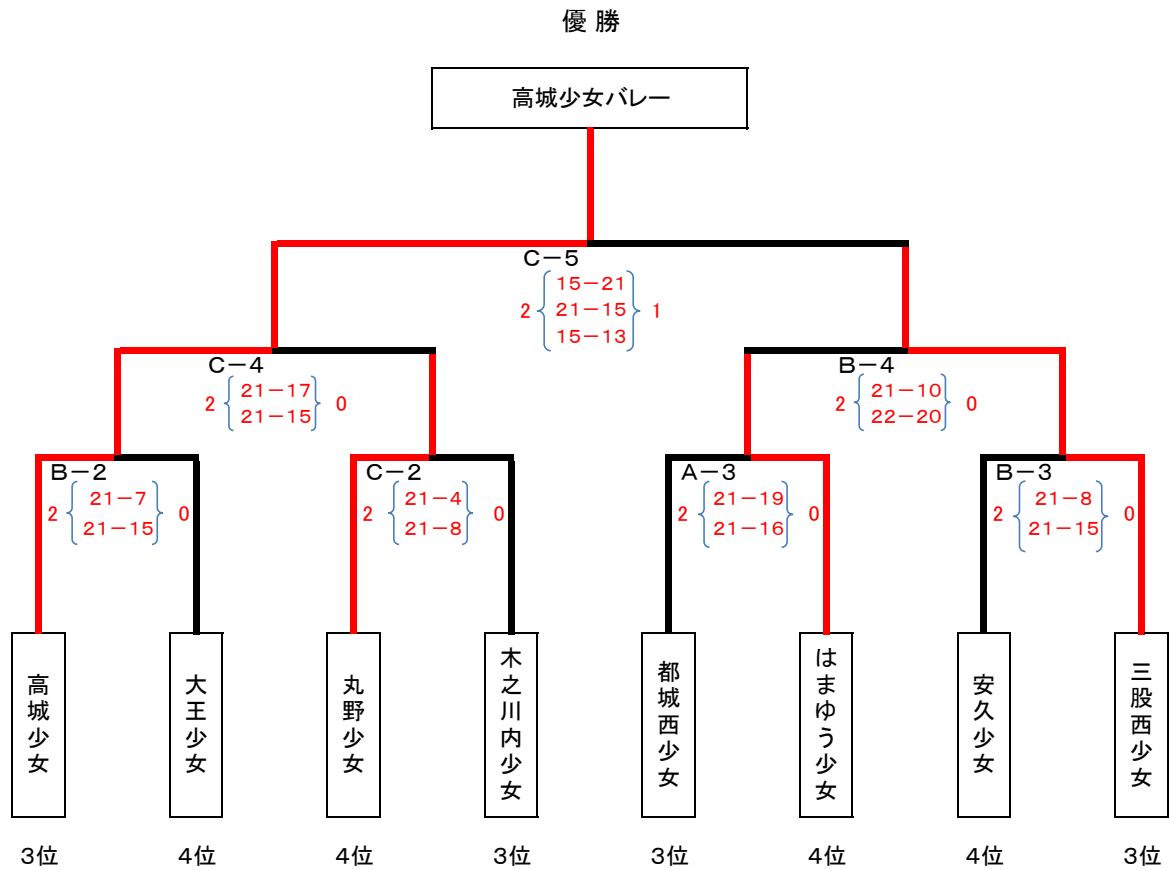 優 勝
高城少女バレー
C－5
2 15－21 1
21－15
15－13
C－4
2 21－17 0
21－15
B－4
2 21－10 0
22－20
B－2
2 21－7 0
21－15
C－2
2 21－4 0
21－8
A－3
2 21－19 0
21－16
B－3
2 21－8 0
21－15
高城少女
大王少女
丸野少女
木之川内少女
都城西少女
はまゆう少女
安久少女
三股西少女
3位
4位
4位
3位
3位
4位
4位
3位